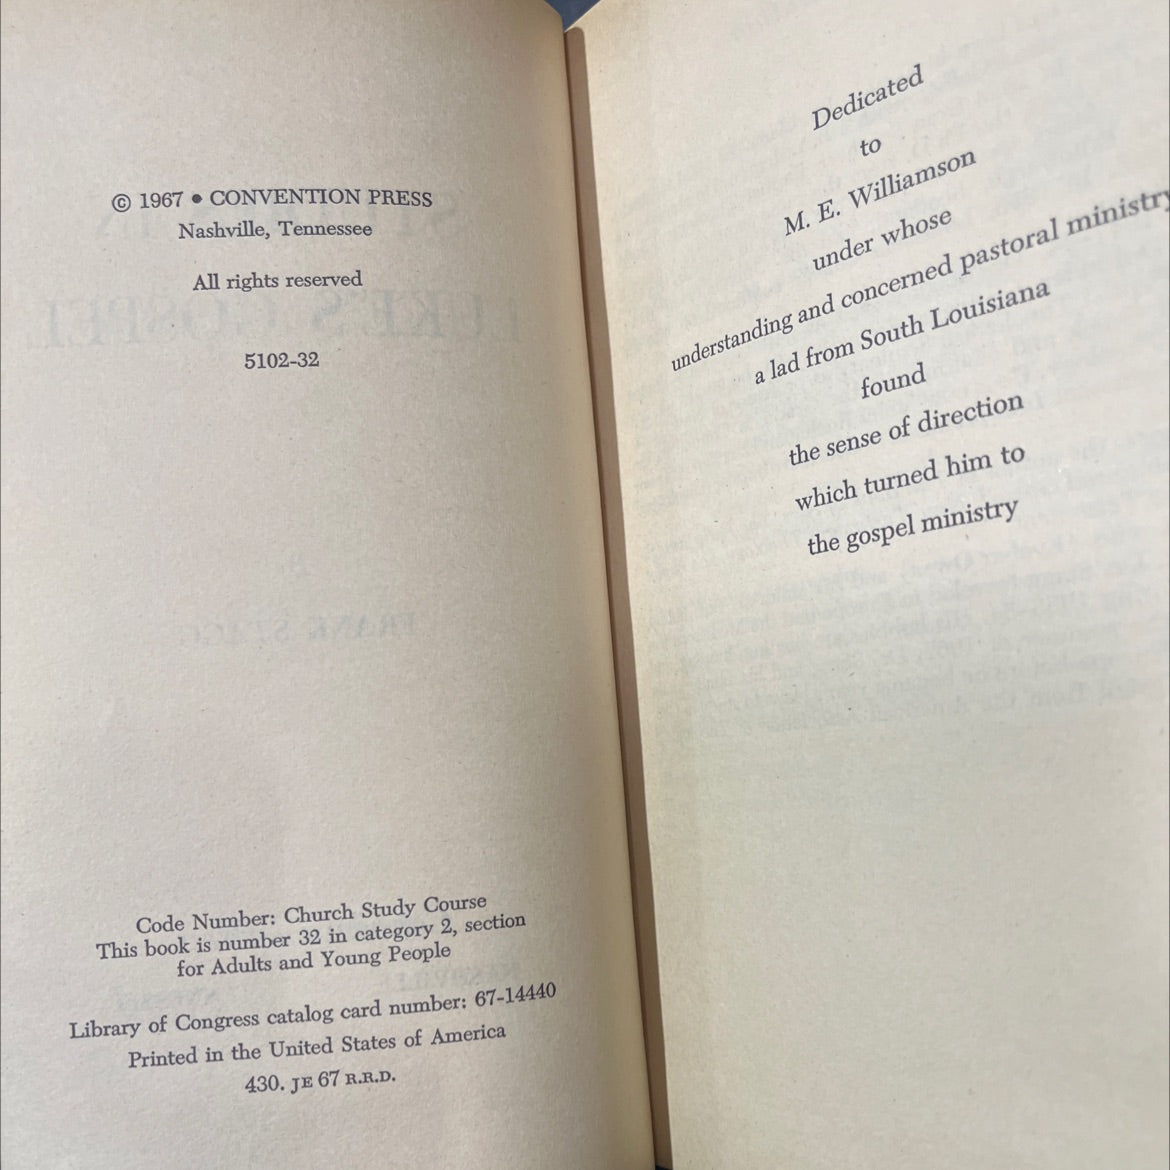 © 1967 • CONVENTION PRESS
Nashville, Tennessee
All rights reserved
5102-32
Code Number: Church Study Course
This book is number 32 in category 2, section
for Adults and Young People
Library of Congress catalog card number: 67-14440
Printed in the United States of America
430. JE 67 R.R.D.
Dedicated
to
M. E. Williamson
under whose
understanding and concerned pastoral ministry
a lad from South Louisiana
found
the sense of direction
which turned him to
the gospel ministry